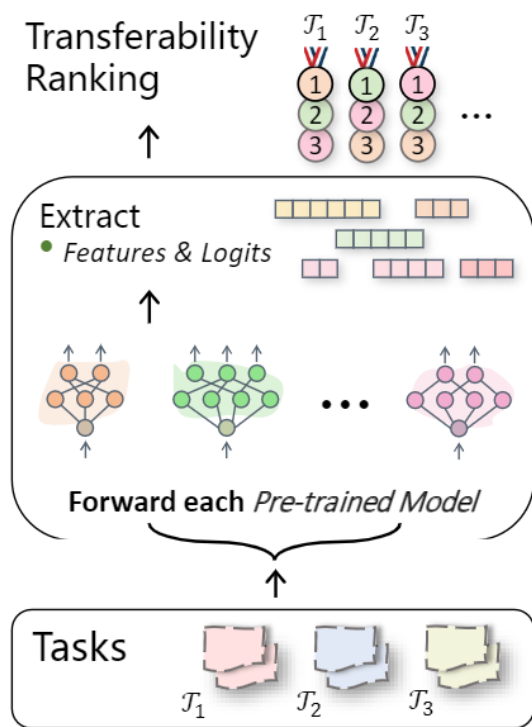 Transferability
Ranking
𝒯1 𝒯2 𝒯3
1 1 1
2 2 2
3 3 3
...
Extract
• Features & Logits
...
Forward each Pre-trained Model
Tasks
𝒯1 𝒯2 𝒯3